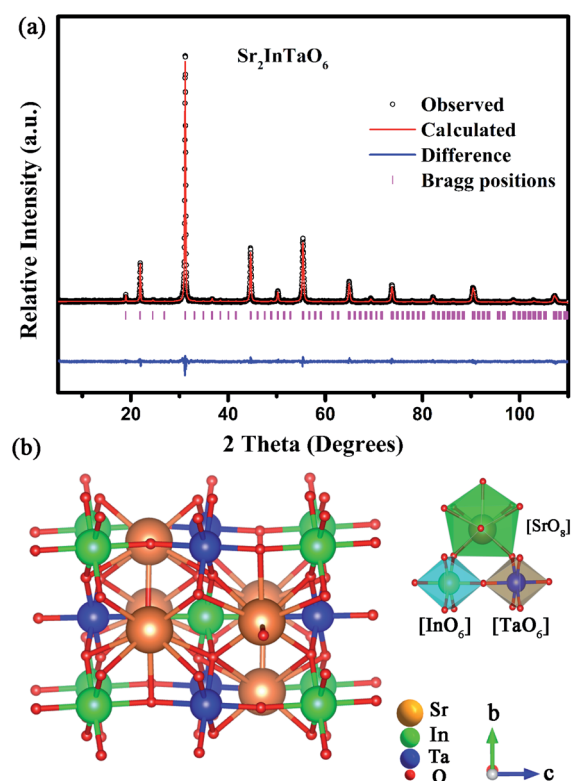 (a)
Sr₂InTaO₆
Observed
Calculated
Difference
Bragg positions
Relative Intensity (a.u.)
20 40 60 80 100
2 Theta (Degrees)
(b)
[SrO₈]
[InO₆] [TaO₆]
Sr
In
Ta
O
b
c